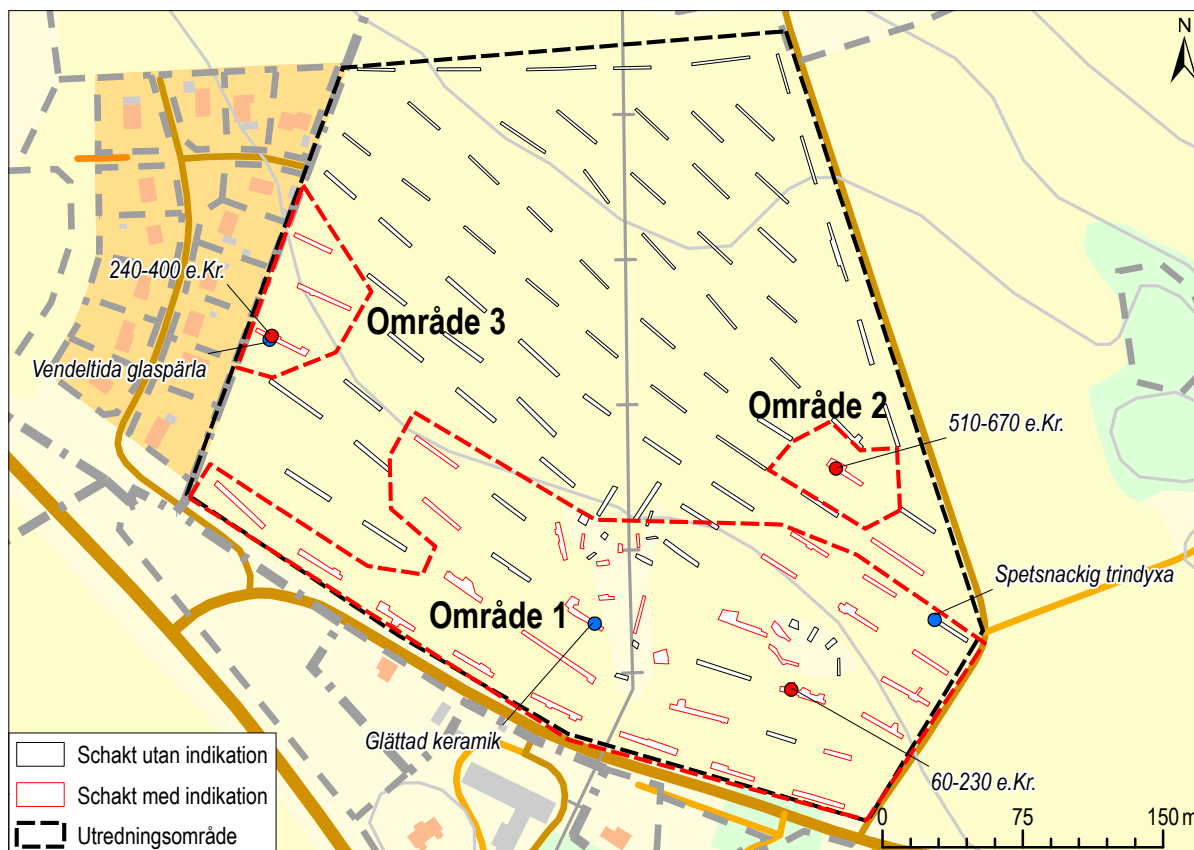 N
240-400 e.Kr.
Område 3
Vendeltida glaspärla
Område 2
510-670 e.Kr.
Spetsnackig trindyxa
Område 1
Glättad keramik
60-230 e.Kr.
Schakt utan indikation
Schakt med indikation
Utredningsområde
0 75 150 m